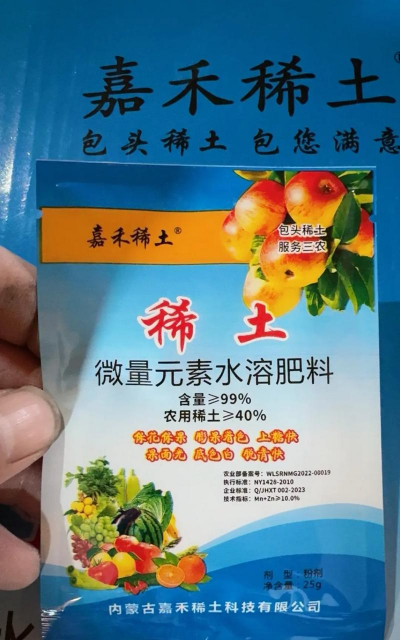 嘉禾稀土®
包头稀土 包您满意
嘉禾稀土®
包头稀土
服务三农
稀土
微量元素水溶肥料
含量≥99%
农用稀土≥40%
保花保果 彤果着色 上糖快
果面光 底色白 假青快
农业部备案号：WLSRNMG2022-00019
执行标准：NY1428-2010
企业标准：Q/JHXT 002-2023
技术指标：Mn+Zn≥10.0%
剂 型：粉剂
净含量：25g
内蒙古嘉禾稀土科技有限公司